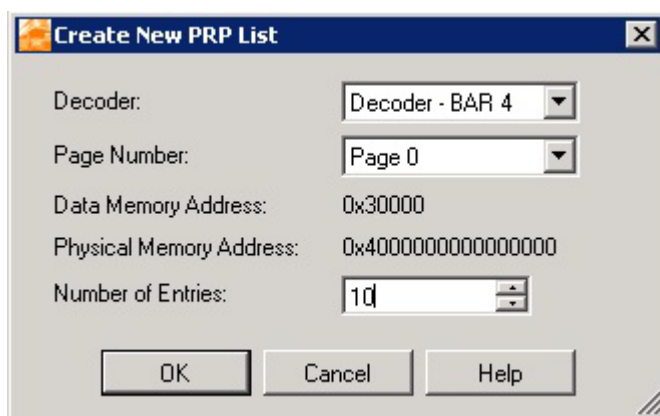 Create New PRP List
Decoder: Decoder - BAR 4
Page Number: Page 0
Data Memory Address: 0x30000
Physical Memory Address: 0x4000000000000000
Number of Entries: 10
OK Cancel Help